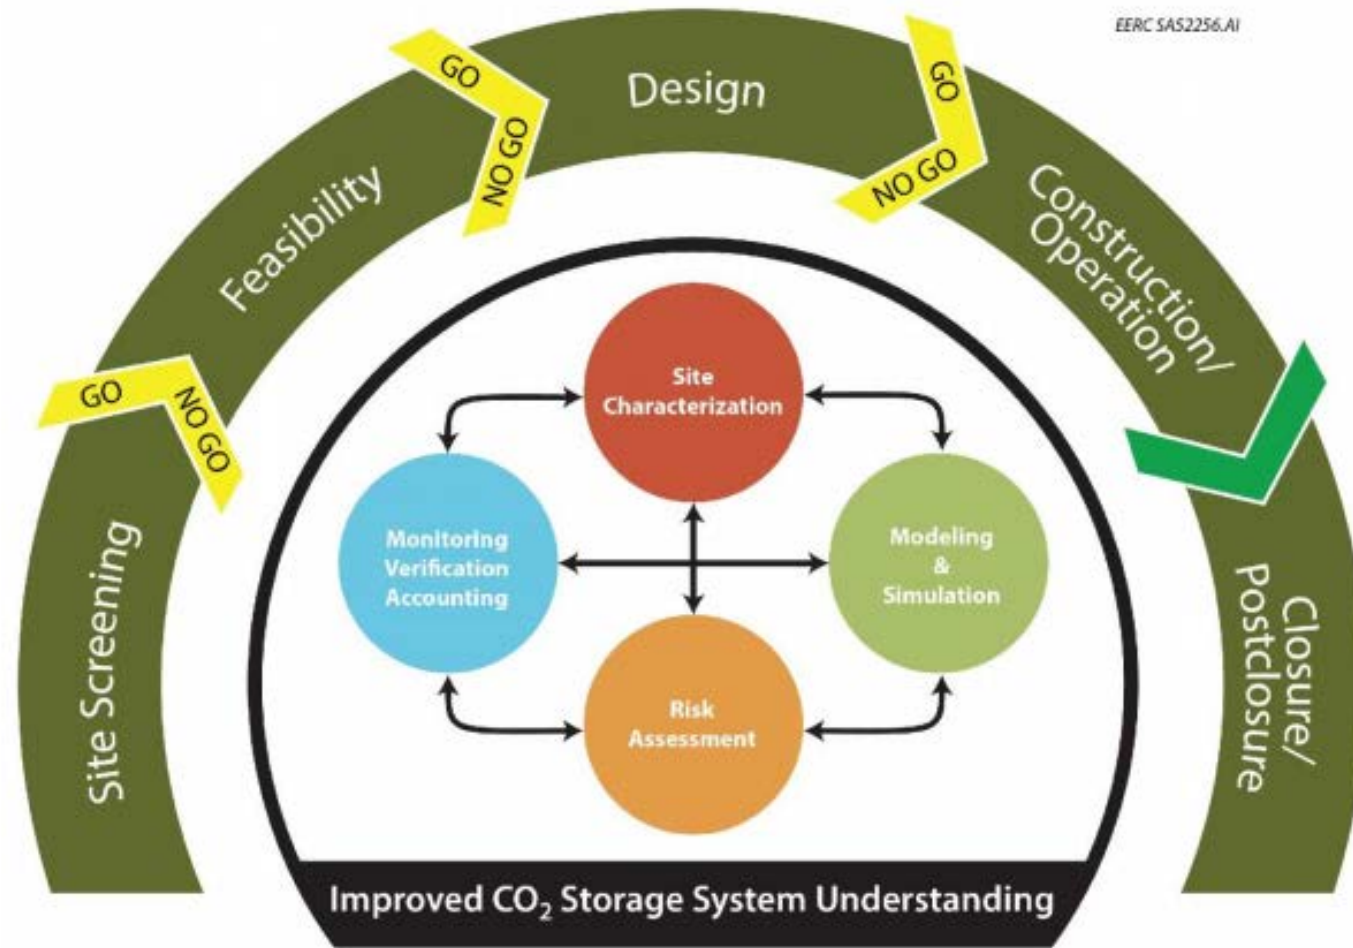 EERC SA52256.AI
Site Screening
GO
NO GO
Feasibility
GO
NO GO
Design
GO
NO GO
Construction/
Operation
Closure/
Postclosure
Site
Characterization
Monitoring
Verification
Accounting
Modeling
&
Simulation
Risk
Assessment
Improved CO₂ Storage System Understanding